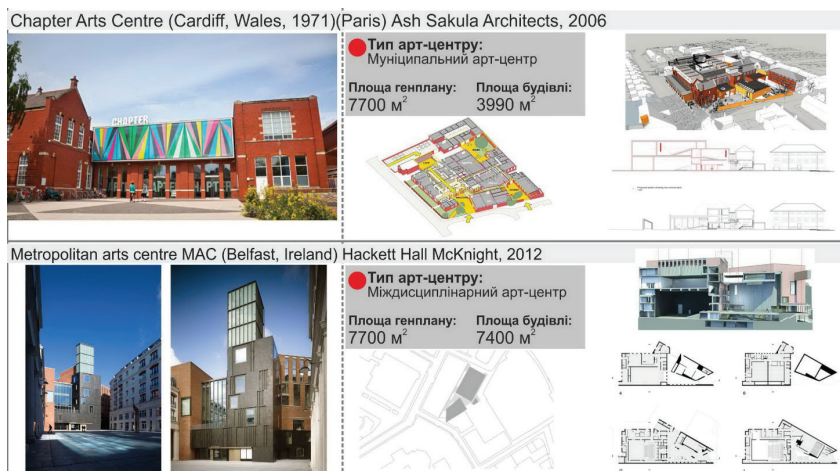 Chapter Arts Centre (Cardiff, Wales, 1971)(Paris) Ash Sakula Architects, 2006
CHAPTER
Тип арт-центру:
Муніципальний арт-центр
Площа генплану: Площа будівлі:
7700 м² 3990 м²
Metropolitan arts centre MAC (Belfast, Ireland) Hackett Hall McKnight, 2012
Тип арт-центру:
Міждисциплінарний арт-центр
Площа генплану: Площа будівлі:
7700 м² 7400 м²